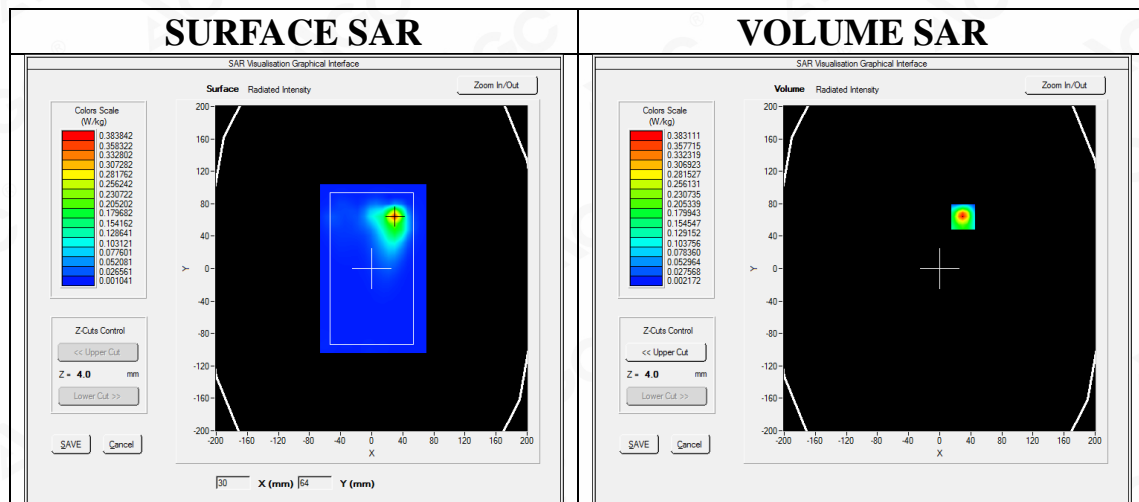 SURFACE SAR
VOLUME SAR
SAR Visualisation Graphical Interface
Surface Radiated Intensity
Zoom In/Out
Colors Scale
(W/kg)
0.383842
0.358322
0.332802
0.307282
0.281762
0.256242
0.230722
0.205202
0.179682
0.154162
0.128641
0.103121
0.077601
0.052081
0.026561
0.001041
200
160
120
80
40
0
-40
-80
-120
-160
-200
Y
-200 -160 -120 -80 -40 0 40 80 120 160 200
X
Z-Cuts Control
<< Upper Cut
Z = 4.0 mm
Lower Cut >>
SAVE Cancel
30 X (mm) 64 Y (mm)
SAR Visualisation Graphical Interface
Volume Radiated Intensity
Zoom In/Out
Colors Scale
(W/kg)
0.383111
0.357715
0.332319
0.306923
0.281527
0.256131
0.230735
0.205339
0.179943
0.154547
0.129152
0.103756
0.078360
0.052964
0.027568
0.002172
200
160
120
80
40
0
-40
-80
-120
-160
-200
Y
-200 -160 -120 -80 -40 0 40 80 120 160 200
X
Z-Cuts Control
<< Upper Cut
Z = 4.0 mm
Lower Cut >>
SAVE Cancel